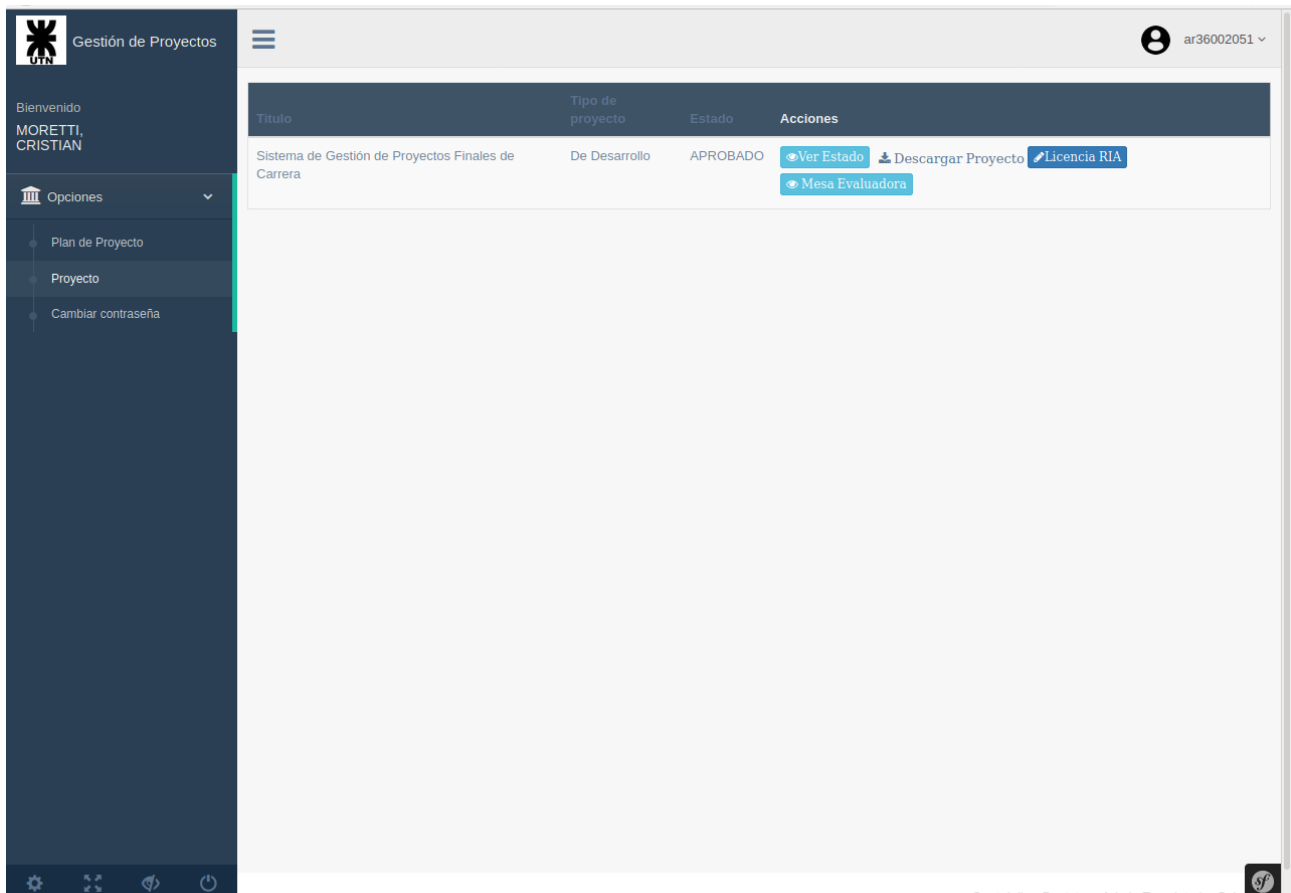 UTN
Gestión de Proyectos
ar36002051
Bienvenido
MORETTI,
CRISTIAN
Opciones
Plan de Proyecto
Proyecto
Cambiar contraseña
Titulo
Tipo de
proyecto
Estado
Acciones
Sistema de Gestión de Proyectos Finales de
Carrera
De Desarrollo
APROBADO
Ver Estado
Descargar Proyecto
Licencia RIA
Mesa Evaluadora
sf